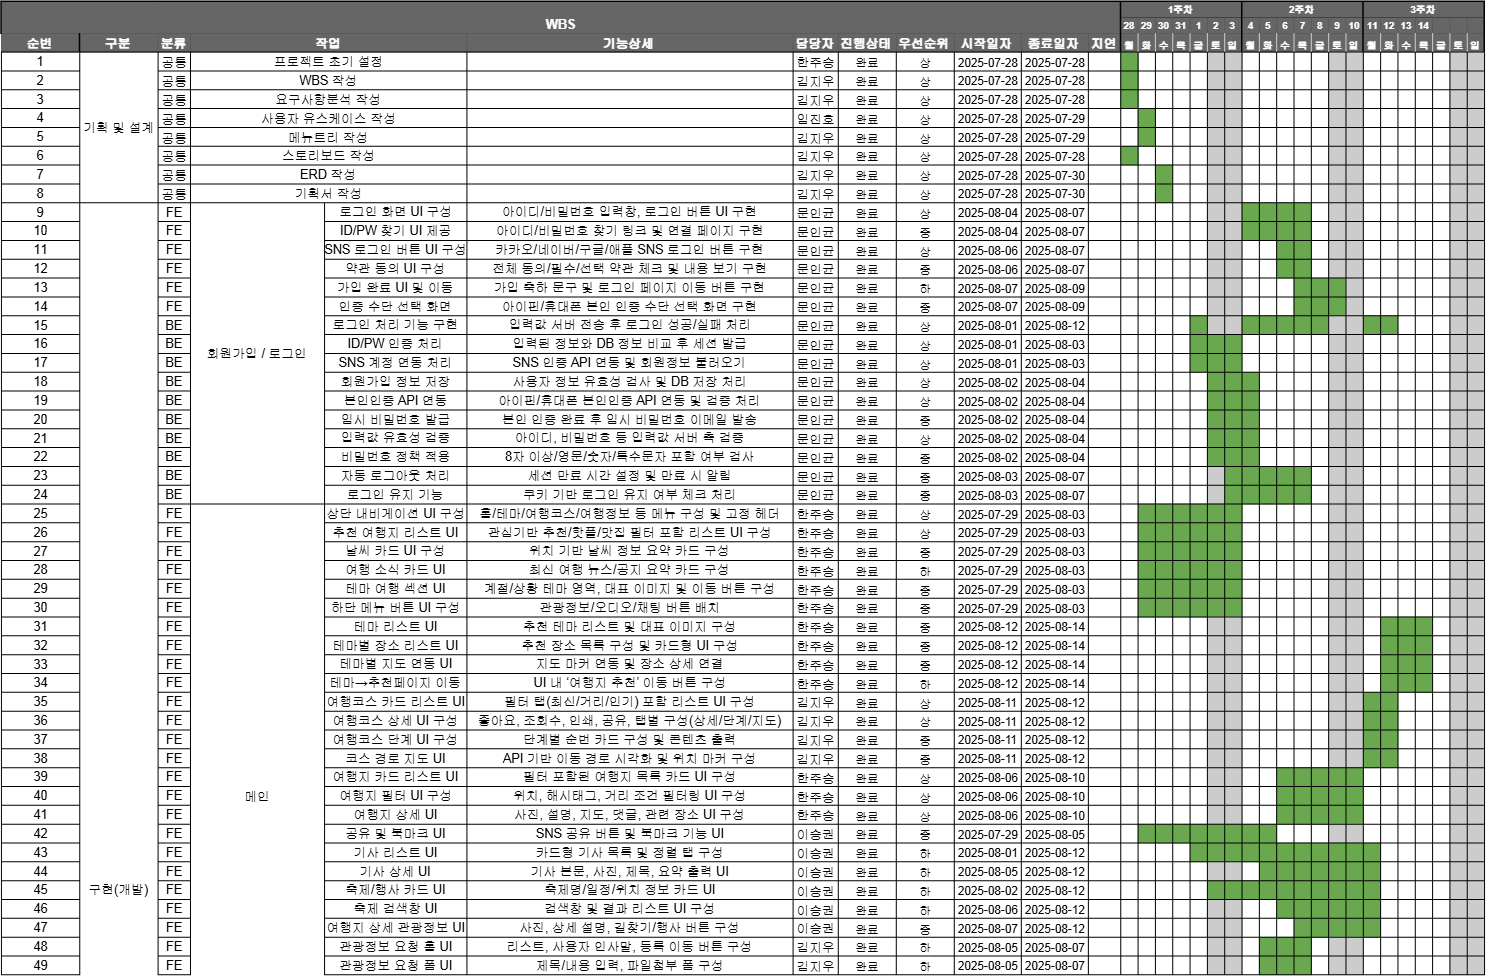 WBS 1주차 2주차 3주차
28 29 30 31 1 2 3 4 5 6 7 8 9 10 11 12 13 14
순번 구분 분류 작업 기능상세 담당자 진행상태 우선순위 시작일자 종료일자 지연 월 화 수 목 금 토 일 월 화 수 목 금 토 일 월 화 수 목 금 토 일
1 공통 프로젝트 초기 설정 한주승 완료 상 2025-07-28 2025-07-28
2 공통 WBS 작성 김지우 완료 상 2025-07-28 2025-07-28
3 공통 요구사항분석 작성 김지우 완료 상 2025-07-28 2025-07-28
4 공통 사용자 유스케이스 작성 임진호 완료 상 2025-07-28 2025-07-29
기획 및 설계
5 공통 메뉴트리 작성 김지우 완료 상 2025-07-28 2025-07-29
6 공통 스토리보드 작성 김지우 완료 상 2025-07-28 2025-07-28
7 공통 ERD 작성 김지우 완료 상 2025-07-28 2025-07-30
8 공통 기획서 작성 김지우 완료 상 2025-07-28 2025-07-30
9 FE 로그인 화면 UI 구성 아이디/비밀번호 입력창, 로그인 버튼 UI 구현 문인균 완료 상 2025-08-04 2025-08-07
10 FE ID/PW 찾기 UI 제공 아이디/비밀번호 찾기 링크 및 연결 페이지 구현 문인균 완료 중 2025-08-04 2025-08-07
11 FE SNS 로그인 버튼 UI 구성 카카오/네이버/구글/애플 SNS 로그인 버튼 구현 문인균 완료 상 2025-08-06 2025-08-07
12 FE 약관 동의 UI 구성 전체 동의/필수/선택 약관 체크 및 내용 보기 구현 문인균 완료 중 2025-08-06 2025-08-07
13 FE 가입 완료 UI 및 이동 가입 축하 문구 및 로그인 페이지 이동 버튼 구현 문인균 완료 하 2025-08-07 2025-08-09
14 FE 인증 수단 선택 화면 아이핀/휴대폰 본인 인증 수단 선택 화면 구현 문인균 완료 중 2025-08-07 2025-08-09
15 BE 로그인 처리 기능 구현 입력값 서버 전송 후 로그인 성공/실패 처리 문인균 완료 상 2025-08-01 2025-08-12
16 BE ID/PW 인증 처리 입력된 정보와 DB 정보 비교 후 세션 발급 문인균 완료 상 2025-08-01 2025-08-03
회원가입 / 로그인
17 BE SNS 계정 연동 처리 SNS 인증 API 연동 및 회원정보 불러오기 문인균 완료 상 2025-08-01 2025-08-03
18 BE 회원가입 정보 저장 사용자 정보 유효성 검사 및 DB 저장 처리 문인균 완료 상 2025-08-02 2025-08-04
19 BE 본인인증 API 연동 아이핀/휴대폰 본인인증 API 연동 및 검증 처리 문인균 완료 상 2025-08-02 2025-08-04
20 BE 임시 비밀번호 발급 본인 인증 완료 후 임시 비밀번호 이메일 발송 문인균 완료 중 2025-08-02 2025-08-04
21 BE 입력값 유효성 검증 아이디, 비밀번호 등 입력값 서버 측 검증 문인균 완료 상 2025-08-02 2025-08-04
22 BE 비밀번호 정책 적용 8자 이상/영문/숫자/특수문자 포함 여부 검사 문인균 완료 중 2025-08-02 2025-08-04
23 BE 자동 로그아웃 처리 세션 만료 시간 설정 및 만료 시 알림 문인균 완료 중 2025-08-03 2025-08-07
24 BE 로그인 유지 기능 쿠키 기반 로그인 유지 여부 체크 처리 문인균 완료 중 2025-08-03 2025-08-07
25 FE 상단 내비게이션 UI 구성 홈/테마/여행코스/여행정보 등 메뉴 구성 및 고정 헤더 한주승 완료 상 2025-07-29 2025-08-03
26 FE 추천 여행지 리스트 UI 관심기반 추천/핫플/맛집 필터 포함 리스트 UI 구성 한주승 완료 상 2025-07-29 2025-08-03
27 FE 날씨 카드 UI 구성 위치 기반 날씨 정보 요약 카드 구성 한주승 완료 중 2025-07-29 2025-08-03
28 FE 여행 소식 카드 UI 최신 여행 뉴스/공지 요약 카드 구성 한주승 완료 하 2025-07-29 2025-08-03
29 FE 테마 여행 섹션 UI 계절/상황 테마 영역, 대표 이미지 및 이동 버튼 구성 한주승 완료 중 2025-07-29 2025-08-03
30 FE 하단 메뉴 버튼 UI 구성 관광정보/오디오/채팅 버튼 배치 한주승 완료 중 2025-07-29 2025-08-03
31 FE 테마 리스트 UI 추천 테마 리스트 및 대표 이미지 구성 한주승 완료 중 2025-08-12 2025-08-14
32 FE 테마별 장소 리스트 UI 추천 장소 목록 구성 및 카드형 UI 구성 한주승 완료 중 2025-08-12 2025-08-14
33 FE 테마별 지도 연동 UI 지도 마커 연동 및 장소 상세 연결 한주승 완료 중 2025-08-12 2025-08-14
34 FE 테마→추천페이지 이동 UI 내 ‘여행지 추천’ 이동 버튼 구성 한주승 완료 하 2025-08-12 2025-08-14
35 FE 여행코스 카드 리스트 UI 필터 탭(최신/거리/인기) 포함 리스트 UI 구성 김지우 완료 상 2025-08-11 2025-08-12
36 FE 여행코스 상세 UI 구성 좋아요, 조회수, 인쇄, 공유, 탭별 구성(상세/단계/지도) 김지우 완료 상 2025-08-11 2025-08-12
37 FE 여행코스 단계 UI 구성 단계별 순번 카드 구성 및 콘텐츠 출력 김지우 완료 중 2025-08-11 2025-08-12
38 FE 코스 경로 지도 UI API 기반 이동 경로 시각화 및 위치 마커 구성 김지우 완료 중 2025-08-11 2025-08-12
39 FE 여행지 카드 리스트 UI 필터 포함된 여행지 목록 카드 UI 구성 한주승 완료 상 2025-08-06 2025-08-10
40 FE 메인 여행지 필터 UI 구성 위치, 해시태그, 거리 조건 필터링 UI 구성 한주승 완료 상 2025-08-06 2025-08-10
41 FE 여행지 상세 UI 사진, 설명, 지도, 댓글, 관련 장소 UI 구성 한주승 완료 상 2025-08-06 2025-08-10
42 FE 공유 및 북마크 UI SNS 공유 버튼 및 북마크 기능 UI 이승권 완료 중 2025-07-29 2025-08-05
43 FE 기사 리스트 UI 카드형 기사 목록 및 정렬 탭 구성 이승권 완료 하 2025-08-01 2025-08-12
44 FE 기사 상세 UI 기사 본문, 사진, 제목, 요약 출력 UI 이승권 완료 하 2025-08-05 2025-08-12
45 구현(개발) FE 축제/행사 카드 UI 축제명/일정/위치 정보 카드 UI 이승권 완료 중 2025-08-02 2025-08-12
46 FE 축제 검색창 UI 검색창 및 결과 리스트 UI 구성 이승권 완료 하 2025-08-06 2025-08-12
47 FE 여행지 상세 관광정보 UI 사진, 상세 설명, 길찾기/행사 버튼 구성 이승권 완료 중 2025-08-07 2025-08-12
48 FE 관광정보 요청 홈 UI 리스트, 사용자 인사말, 등록 이동 버튼 구성 김지우 완료 하 2025-08-05 2025-08-07
49 FE 관광정보 요청 폼 UI 제목/내용 입력, 파일첨부 폼 구성 김지우 완료 하 2025-08-05 2025-08-07